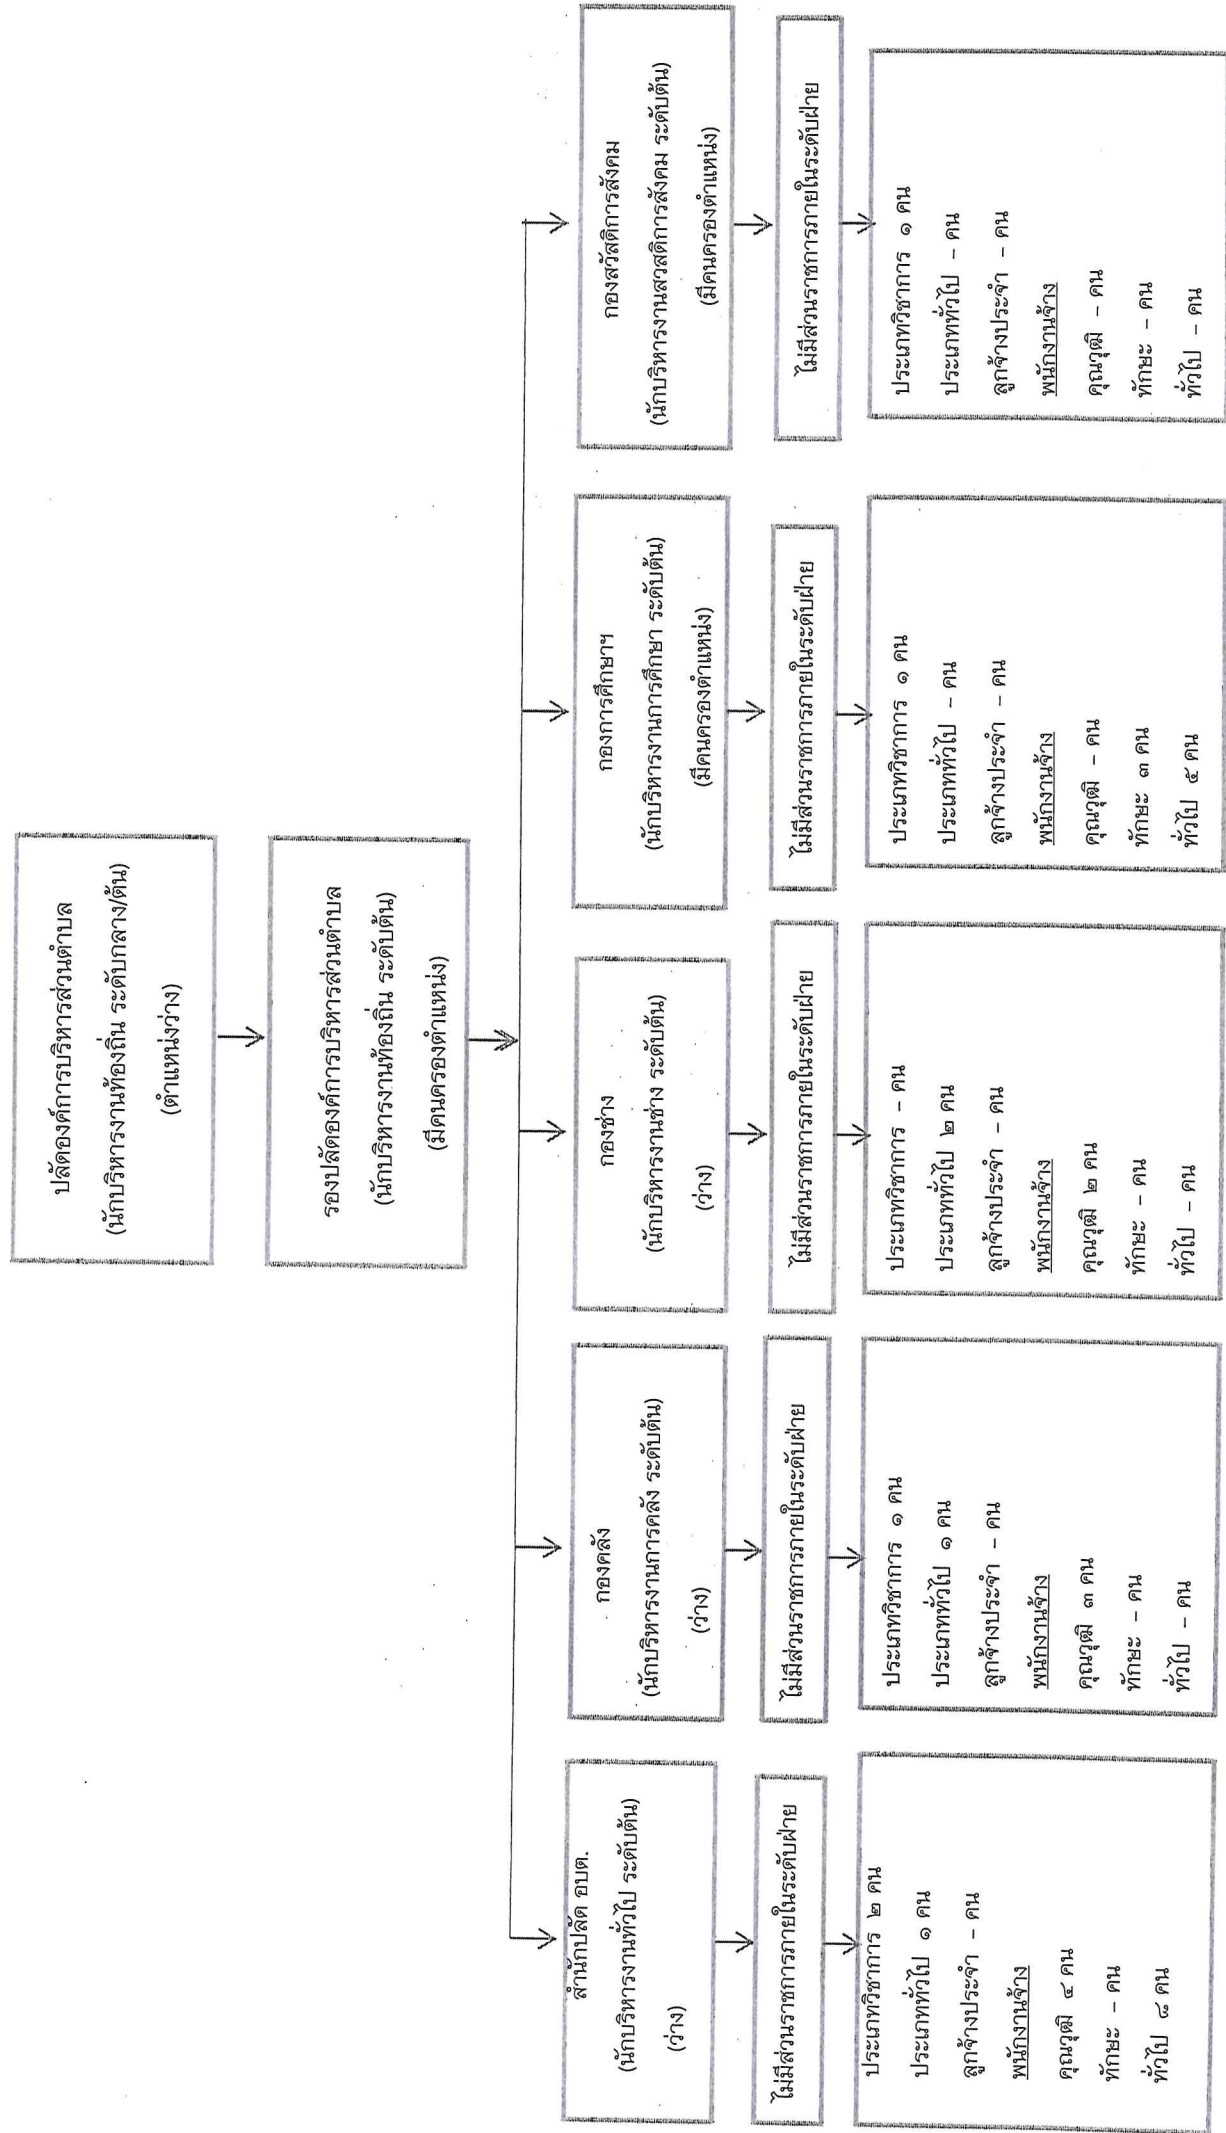 ปลัดองค์การบริหารส่วนตำบล
(นักบริหารงานท้องถิ่น ระดับกลาง/ต้น)
(ตำแหน่งว่าง)
รองปลัดองค์การบริหารส่วนตำบล
(นักบริหารงานท้องถิ่น ระดับต้น)
(มีคนครองตำแหน่ง)
สำนักปลัด อบต.
(นักบริหารงานทั่วไป ระดับต้น)
(ว่าง)
ไม่มีส่วนราชการภายในระดับฝ่าย
ประเภทวิชาการ ๒ คน
ประเภททั่วไป ๑ คน
ลูกจ้างประจำ - คน
พนักงานจ้าง
คุณวุฒิ ๔ คน
ทักษะ - คน
ทั่วไป ๘ คน
กองคลัง
(นักบริหารงานการคลัง ระดับต้น)
(ว่าง)
ไม่มีส่วนราชการภายในระดับฝ่าย
ประเภทวิชาการ ๑ คน
ประเภททั่วไป ๑ คน
ลูกจ้างประจำ - คน
พนักงานจ้าง
คุณวุฒิ ๓ คน
ทักษะ - คน
ทั่วไป - คน
กองช่าง
(นักบริหารงานช่าง ระดับต้น)
(ว่าง)
ไม่มีส่วนราชการภายในระดับฝ่าย
ประเภทวิชาการ - คน
ประเภททั่วไป ๒ คน
ลูกจ้างประจำ - คน
พนักงานจ้าง
คุณวุฒิ ๒ คน
ทักษะ - คน
ทั่วไป - คน
กองการศึกษาฯ
(นักบริหารงานการศึกษา ระดับต้น)
(มีคนครองตำแหน่ง)
ไม่มีส่วนราชการภายในระดับฝ่าย
ประเภทวิชาการ ๑ คน
ประเภททั่วไป - คน
ลูกจ้างประจำ - คน
พนักงานจ้าง
คุณวุฒิ - คน
ทักษะ ๓ คน
ทั่วไป ๕ คน
กองสวัสดิการสังคม
(นักบริหารงานสวสดิการสังคม ระดับต้น)
(มีคนครองตำแหน่ง)
ไม่มีส่วนราชการภายในระดับฝ่าย
ประเภทวิชาการ ๑ คน
ประเภททั่วไป - คน
ลูกจ้างประจำ - คน
พนักงานจ้าง
คุณวุฒิ - คน
ทักษะ - คน
ทั่วไป - คน